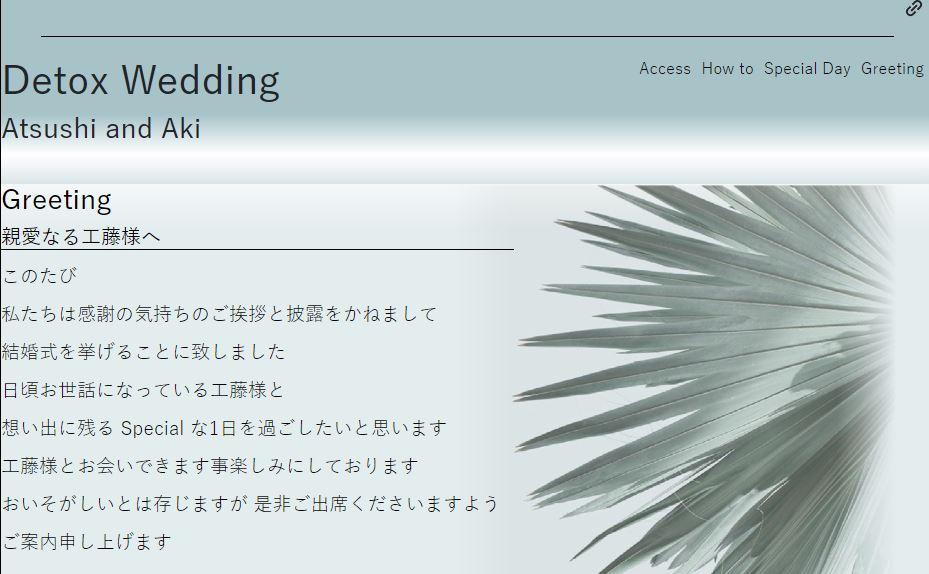 Access How to Special Day Greeting
Detox Wedding
Atsushi and Aki
Greeting
親愛なる工藤様へ
このたび
私たちは感謝の気持ちのご挨拶と披露をかねまして
結婚式を挙げることに致しました
日頃お世話になっている工藤様と
想い出に残る Special な1日を過ごしたいと思います
工藤様とお会いできます事楽しみにしております
おいそがしいとは存じますが 是非ご出席くださいますよう
ご案内申し上げます